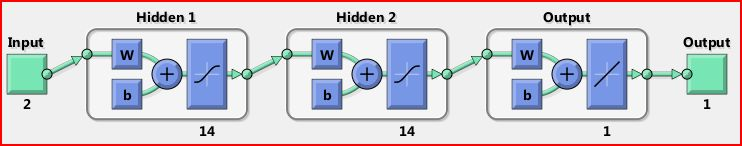 Hidden 1 Hidden 2 Output
Input Output
W W W
b b b
2 14 14 1 1